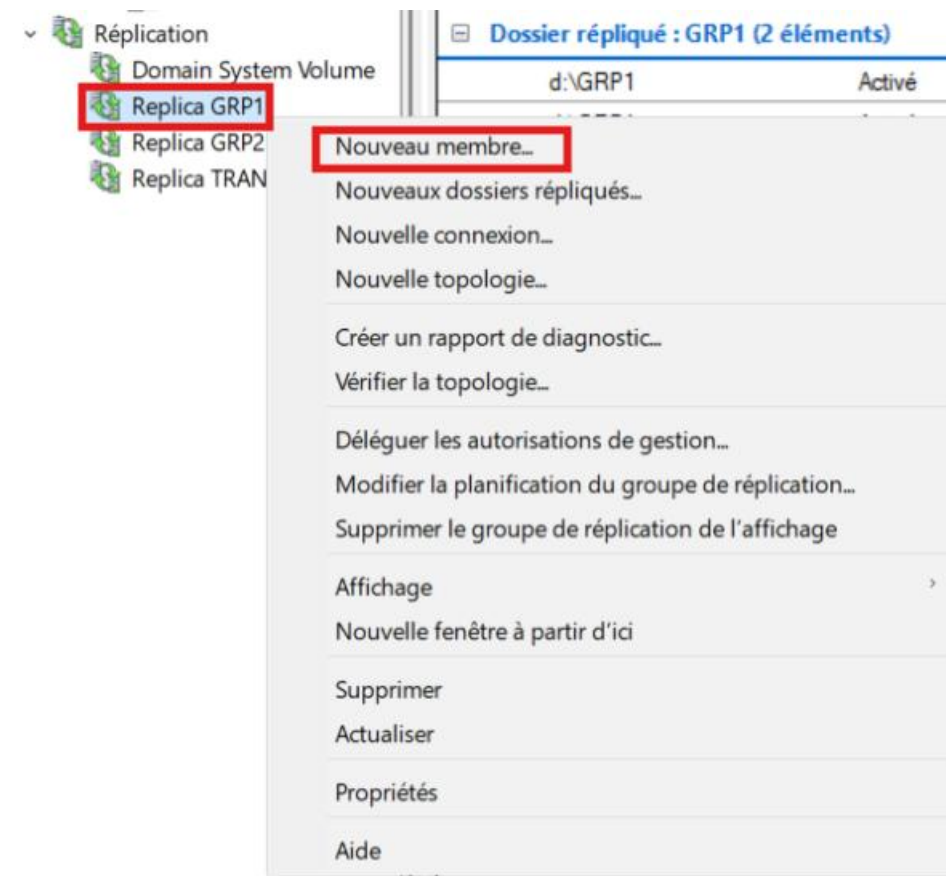 Réplication
Domain System Volume
Replica GRP1
Replica GRP2
Replica TRAN
Dossier répliqué : GRP1 (2 éléments)
d:\GRP1 Activé
Nouveau membre...
Nouveaux dossiers répliqués...
Nouvelle connexion...
Nouvelle topologie...
Créer un rapport de diagnostic...
Vérifier la topologie...
Déléguer les autorisations de gestion...
Modifier la planification du groupe de réplication...
Supprimer le groupe de réplication de l'affichage
Affichage
Nouvelle fenêtre à partir d'ici
Supprimer
Actualiser
Propriétés
Aide